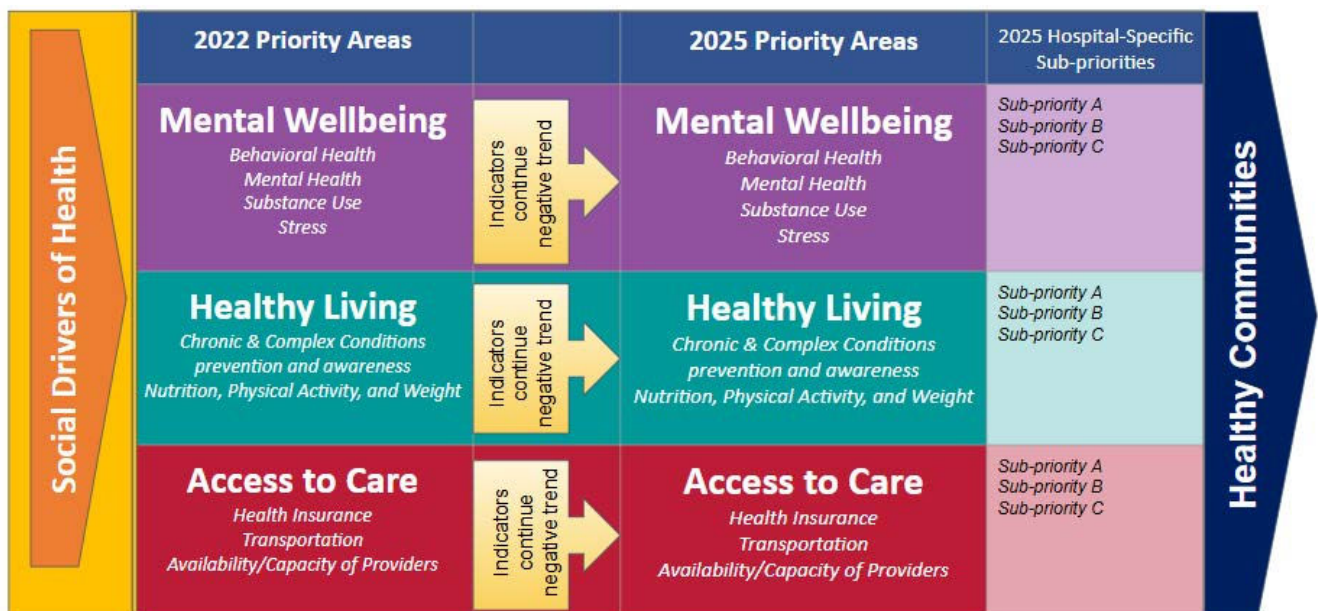 Social Drivers of Health
2022 Priority Areas
2025 Priority Areas
2025 Hospital-Specific
Sub-priorities
Mental Wellbeing
Behavioral Health
Mental Health
Substance Use
Stress
Indicators
continue
negative trend
Mental Wellbeing
Behavioral Health
Mental Health
Substance Use
Stress
Sub-priority A
Sub-priority B
Sub-priority C
Healthy Living
Chronic & Complex Conditions
prevention and awareness
Nutrition, Physical Activity, and Weight
Indicators
continue
negative trend
Healthy Living
Chronic & Complex Conditions
prevention and awareness
Nutrition, Physical Activity, and Weight
Sub-priority A
Sub-priority B
Sub-priority C
Access to Care
Health Insurance
Transportation
Availability/Capacity of Providers
Indicators
continue
negative trend
Access to Care
Health Insurance
Transportation
Availability/Capacity of Providers
Sub-priority A
Sub-priority B
Sub-priority C
Healthy Communities